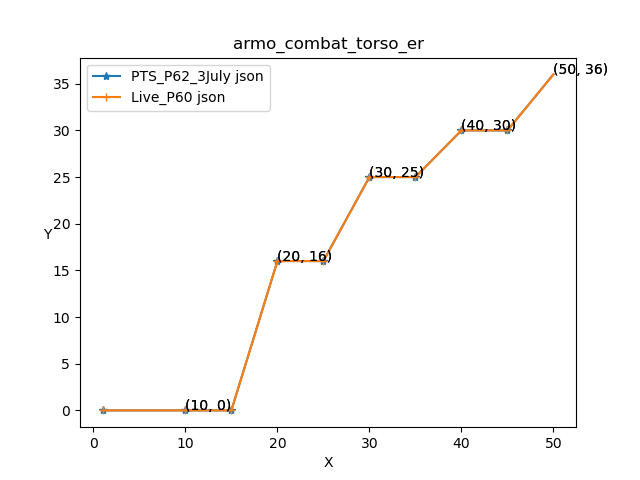 armo_combat_torso_er
PTS_P62_3July json
Live_P60 json
(50, 36)
35
(40, 30)
30
(30, 25)
25
20
(20, 16)
15
Y
10
5
(10, 0)
0
0 10 20 30 40 50
X